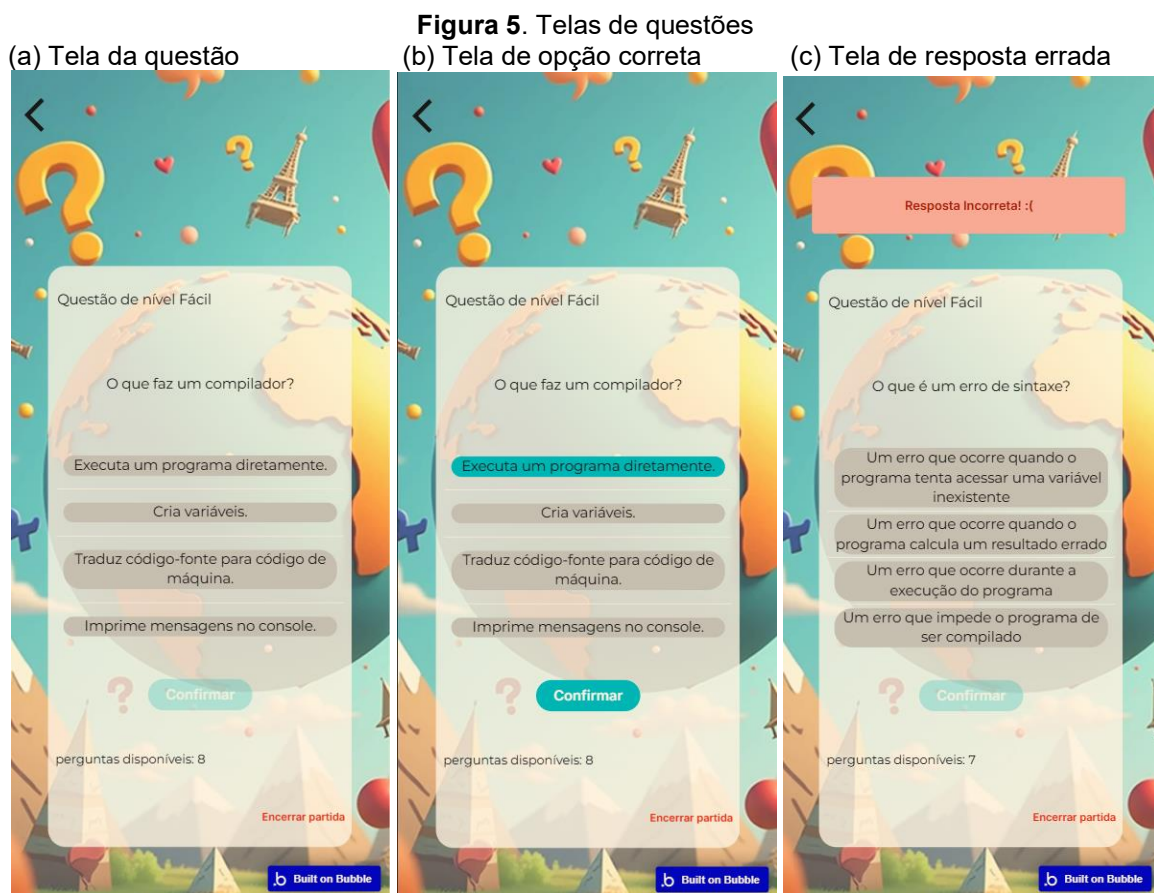 Figura 5. Telas de questões
(a) Tela da questão
Questão de nível Fácil
O que faz um compilador?
Executa um programa diretamente.
Cria variáveis.
Traduz código-fonte para código de
máquina.
Imprime mensagens no console.
?
Confirmar
perguntas disponíveis: 8
Encerrar partida
.b Built on Bubble
(b) Tela de opção correta
Questão de nível Fácil
O que faz um compilador?
Executa um programa diretamente.
Cria variáveis.
Traduz código-fonte para código de
máquina.
Imprime mensagens no console.
?
Confirmar
perguntas disponíveis: 8
Encerrar partida
.b Built on Bubble
(c) Tela de resposta errada
Resposta Incorreta! :(
Questão de nível Fácil
O que é um erro de sintaxe?
Um erro que ocorre quando o
programa tenta acessar uma variável
inexistente
Um erro que ocorre quando o
programa calcula um resultado errado
Um erro que ocorre durante a
execução do programa
Um erro que impede o programa de
ser compilado
?
Confirmar
perguntas disponíveis: 7
Encerrar partida
.b Built on Bubble